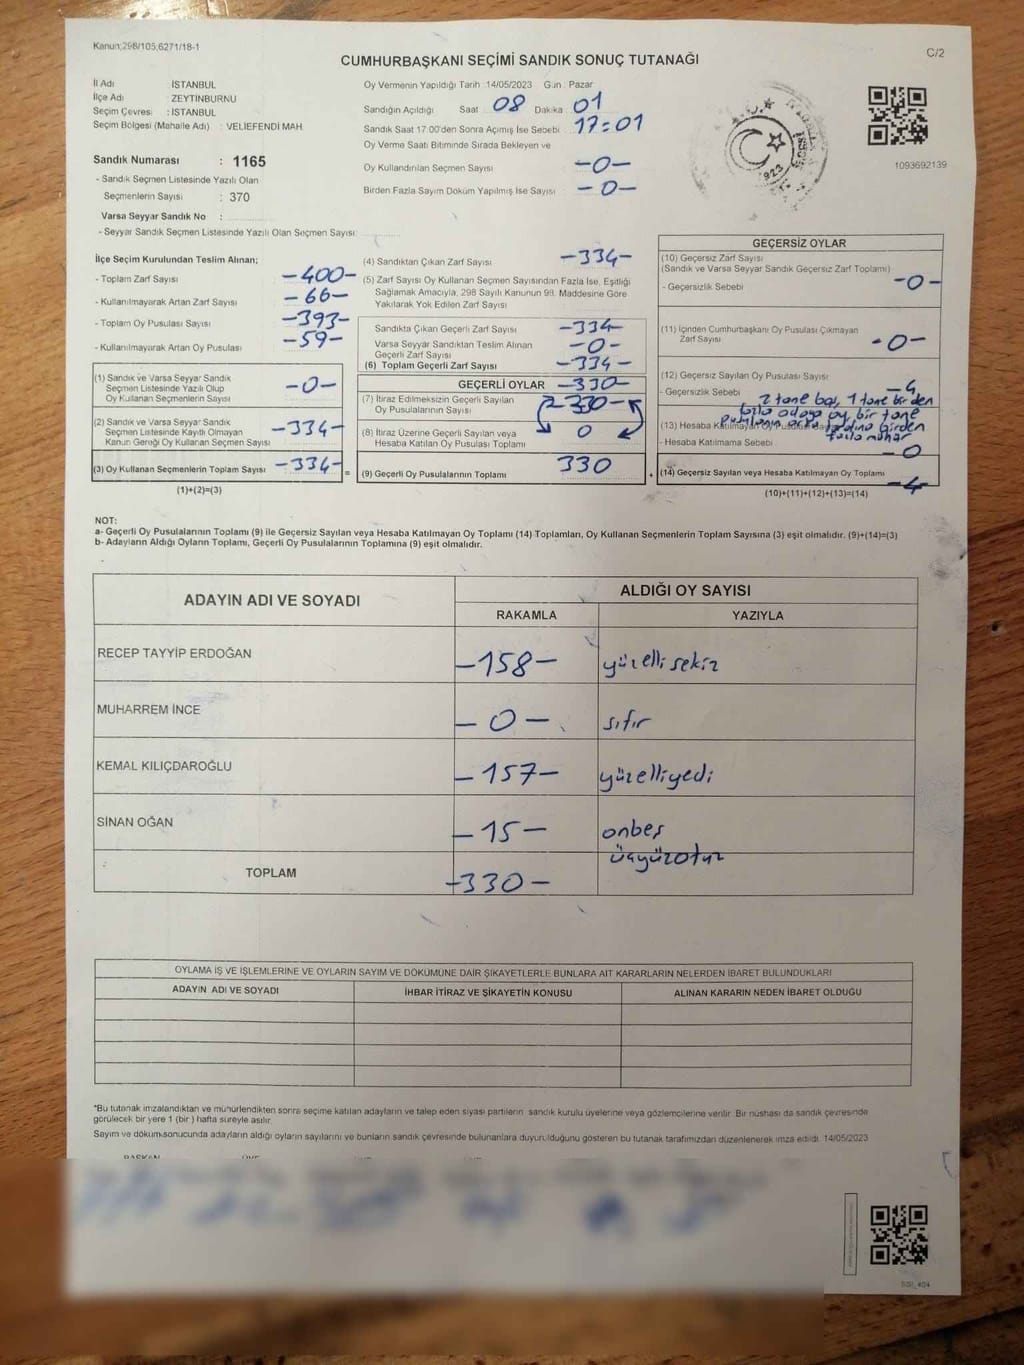 Kanun;298/105;6271/18-1
C/2
CUMHURBAŞKANI SEÇİMİ SANDIK SONUÇ TUTANAĞI
İl Adı : İSTANBUL
İlçe Adı : ZEYTİNBURNU
Seçim Çevresi : İSTANBUL
Seçim Bölgesi (Mahalle Adı) : VELİEFENDİ MAH
Sandık Numarası : 1165
- Sandık Seçmen Listesinde Yazılı Olan
Seçmenlerin Sayısı : 370
Varsa Seyyar Sandık No :
- Seyyar Sandık Seçmen Listesinde Yazılı Olan Seçmen Sayısı:
Oy Vermenin Yapıldığı Tarih :14/05/2023 Gün : Pazar
Sandığın Açıldığı Saat 08 Dakika 01
Sandık Saat 17:00'den Sonra Açımış İse Sebebi : 17:01
Oy Verme Saati Bitiminde Sırada Bekleyen ve
Oy Kullandırılan Seçmen Sayısı -0-
Birden Fazla Sayım Döküm Yapılmış İse Sayısı -0-
1923
1093692139
İlçe Seçim Kurulundan Teslim Alınan;
- Toplam Zarf Sayısı -400-
- Kullanılmayarak Artan Zarf Sayısı -66-
- Toplam Oy Pusulası Sayısı -393-
- Kullanılmayarak Artan Oy Pusulası -59-
(1) Sandık ve Varsa Seyyar Sandık
Seçmen Listesinde Yazılı Olup
Oy Kullanan Seçmenlerin Sayısı -0-
(2) Sandık ve Varsa Seyyar Sandık
Seçmen Listesinde Kayıtlı Olmayan
Kanun Gereği Oy Kullanan Seçmen Sayısı -334-
(3) Oy Kullanan Seçmenlerin Toplam Sayısı -334-
=
(1)+(2)=(3)
(4) Sandıktan Çıkan Zarf Sayısı -334-
(5) Zarf Sayısı Oy Kullanan Seçmen Sayısından Fazla İse, Eşitliği
Sağlamak Amacıyla, 298 Sayılı Kanunun 98. Maddesine Göre
Yakılarak Yok Edilen Zarf Sayısı
Sandıkta Çıkan Geçerli Zarf Sayısı -334-
Varsa Seyyar Sandıktan Teslim Alınan
Geçerli Zarf Sayısı -0-
(6) Toplam Geçerli Zarf Sayısı -334-
GEÇERLİ OYLAR -330-
(7) İtiraz Edilmeksizin Geçerli Sayılan
Oy Pusulasının Sayısı 330
(8) İtiraz Üzerine Geçerli Sayılan veya
Hesaba Katılan Oy Pusulası Toplamı 0
(9) Geçerli Oy Pusulalarının Toplamı 330
+
GEÇERSİZ OYLAR
(10) Geçersiz Zarf Sayısı
(Sandık ve Varsa Seyyar Sandık Geçersiz Zarf Toplamı)
- Geçersizlik Sebebi -0-
(11) İçinden Cumhurbaşkanı Oy Pusulası Çıkmayan
Zarf Sayısı -0-
(12) Geçersiz Sayılan Oy Pusulası Sayısı -4
- Geçersizlik Sebebi 2 tane boş, 1 tane birden
fazla adaya oy, bir tane
pusulanın birden
fazla mühür
(13) Hesaba Katılmayan Oy Pusulası
- Hesaba Katılmama Sebebi -0
(14) Geçersiz Sayılan veya Hesaba Katılmayan Oy Toplamı -4
(10)+(11)+(12)+(13)=(14)
NOT:
a- Geçerli Oy Pusulalarının Toplamı (9) ile Geçersiz Sayılan veya Hesaba Katılmayan Oy Toplamı (14) Toplamları, Oy Kullanan Seçmenlerin Toplam Sayısına (3) eşit olmalıdır. (9)+(14)=(3)
b- Adayların Aldığı Oyların Toplamı, Geçerli Oy Pusulalarının Toplamına (9) eşit olmalıdır.
ADAYIN ADI VE SOYADI
ALDIĞI OY SAYISI
RAKAMLA YAZIYLA
RECEP TAYYİP ERDOĞAN -158- yüzellisekiz
MUHARREM İNCE -0- sıfır
KEMAL KILIÇDAROĞLU -157- yüzelliyedi
SİNAN OĞAN -15- onbeş
TOPLAM -330- üçyüzotuz
OYLAMA İŞ VE İŞLEMLERİNE VE OYLARIN SAYIM VE DÖKÜMÜNE DAİR ŞİKAYETLERLE BUNLARA AİT KARARLARIN NELERDEN İBARET BULUNDUKLARI
ADAYIN ADI VE SOYADI İHBAR İTİRAZ VE ŞİKAYETİN KONUSU ALINAN KARARIN NEDEN İBARET OLDUĞU
*Bu tutanak imzalandıktan ve mühürlendikten sonra seçime katılan adayların ve talep eden siyasi partilerin sandık kurulu üyelerine veya gözlemcilerine verilir. Bir nüshası da sandık çevresinde
görülecek bir yere 1 (bir) hafta süreyle asılır.
Sayım ve döküm sonucunda adayların aldığı oyların sayılarını ve bunların sandık çevresinde bulunanlara duyurulduğunu gösteren bu tutanak tarafımızdan düzenlenerek imza edildi. 14/05/2023
BAŞKAN ÜYE